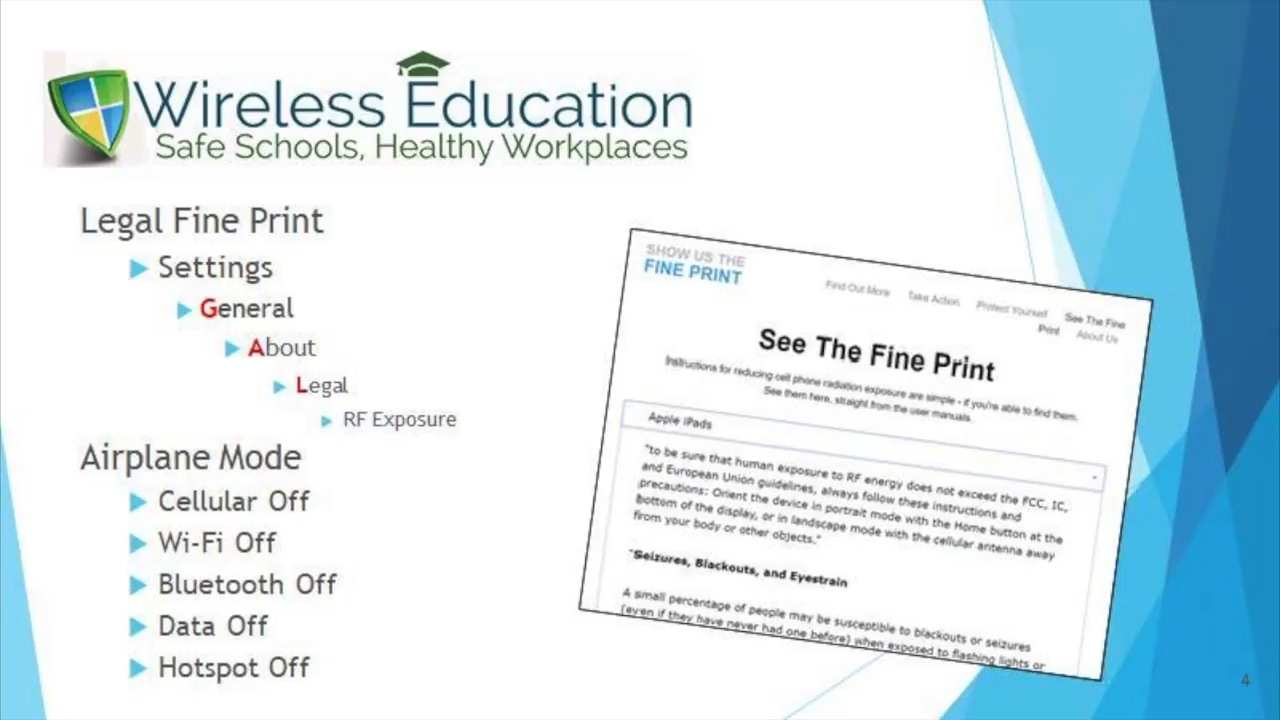 Wireless Education
Safe Schools, Healthy Workplaces
Legal Fine Print
Settings
General
About
Legal
RF Exposure
Airplane Mode
Cellular Off
Wi-Fi Off
Bluetooth Off
Data Off
Hotspot Off
SHOW US THE
FINE PRINT
Find Out More Take Action Protect Yourself See The Fine
Print About Us
See The Fine Print
Instructions for reducing cell phone radiation exposure are simple - if you're able to find them.
See them here, straight from the user manuals.
Apple iPads
"to be sure that human exposure to RF energy does not exceed the FCC, IC,
and European Union guidelines, always follow these instructions and
precautions: Orient the device in portrait mode with the Home button at the
bottom of the display, or in landscape mode with the cellular antenna away
from your body or other objects."
"Seizures, Blackouts, and Eyestrain
A small percentage of people may be susceptible to blackouts or seizures
(even if they have never had one before) when exposed to flashing lights or
4